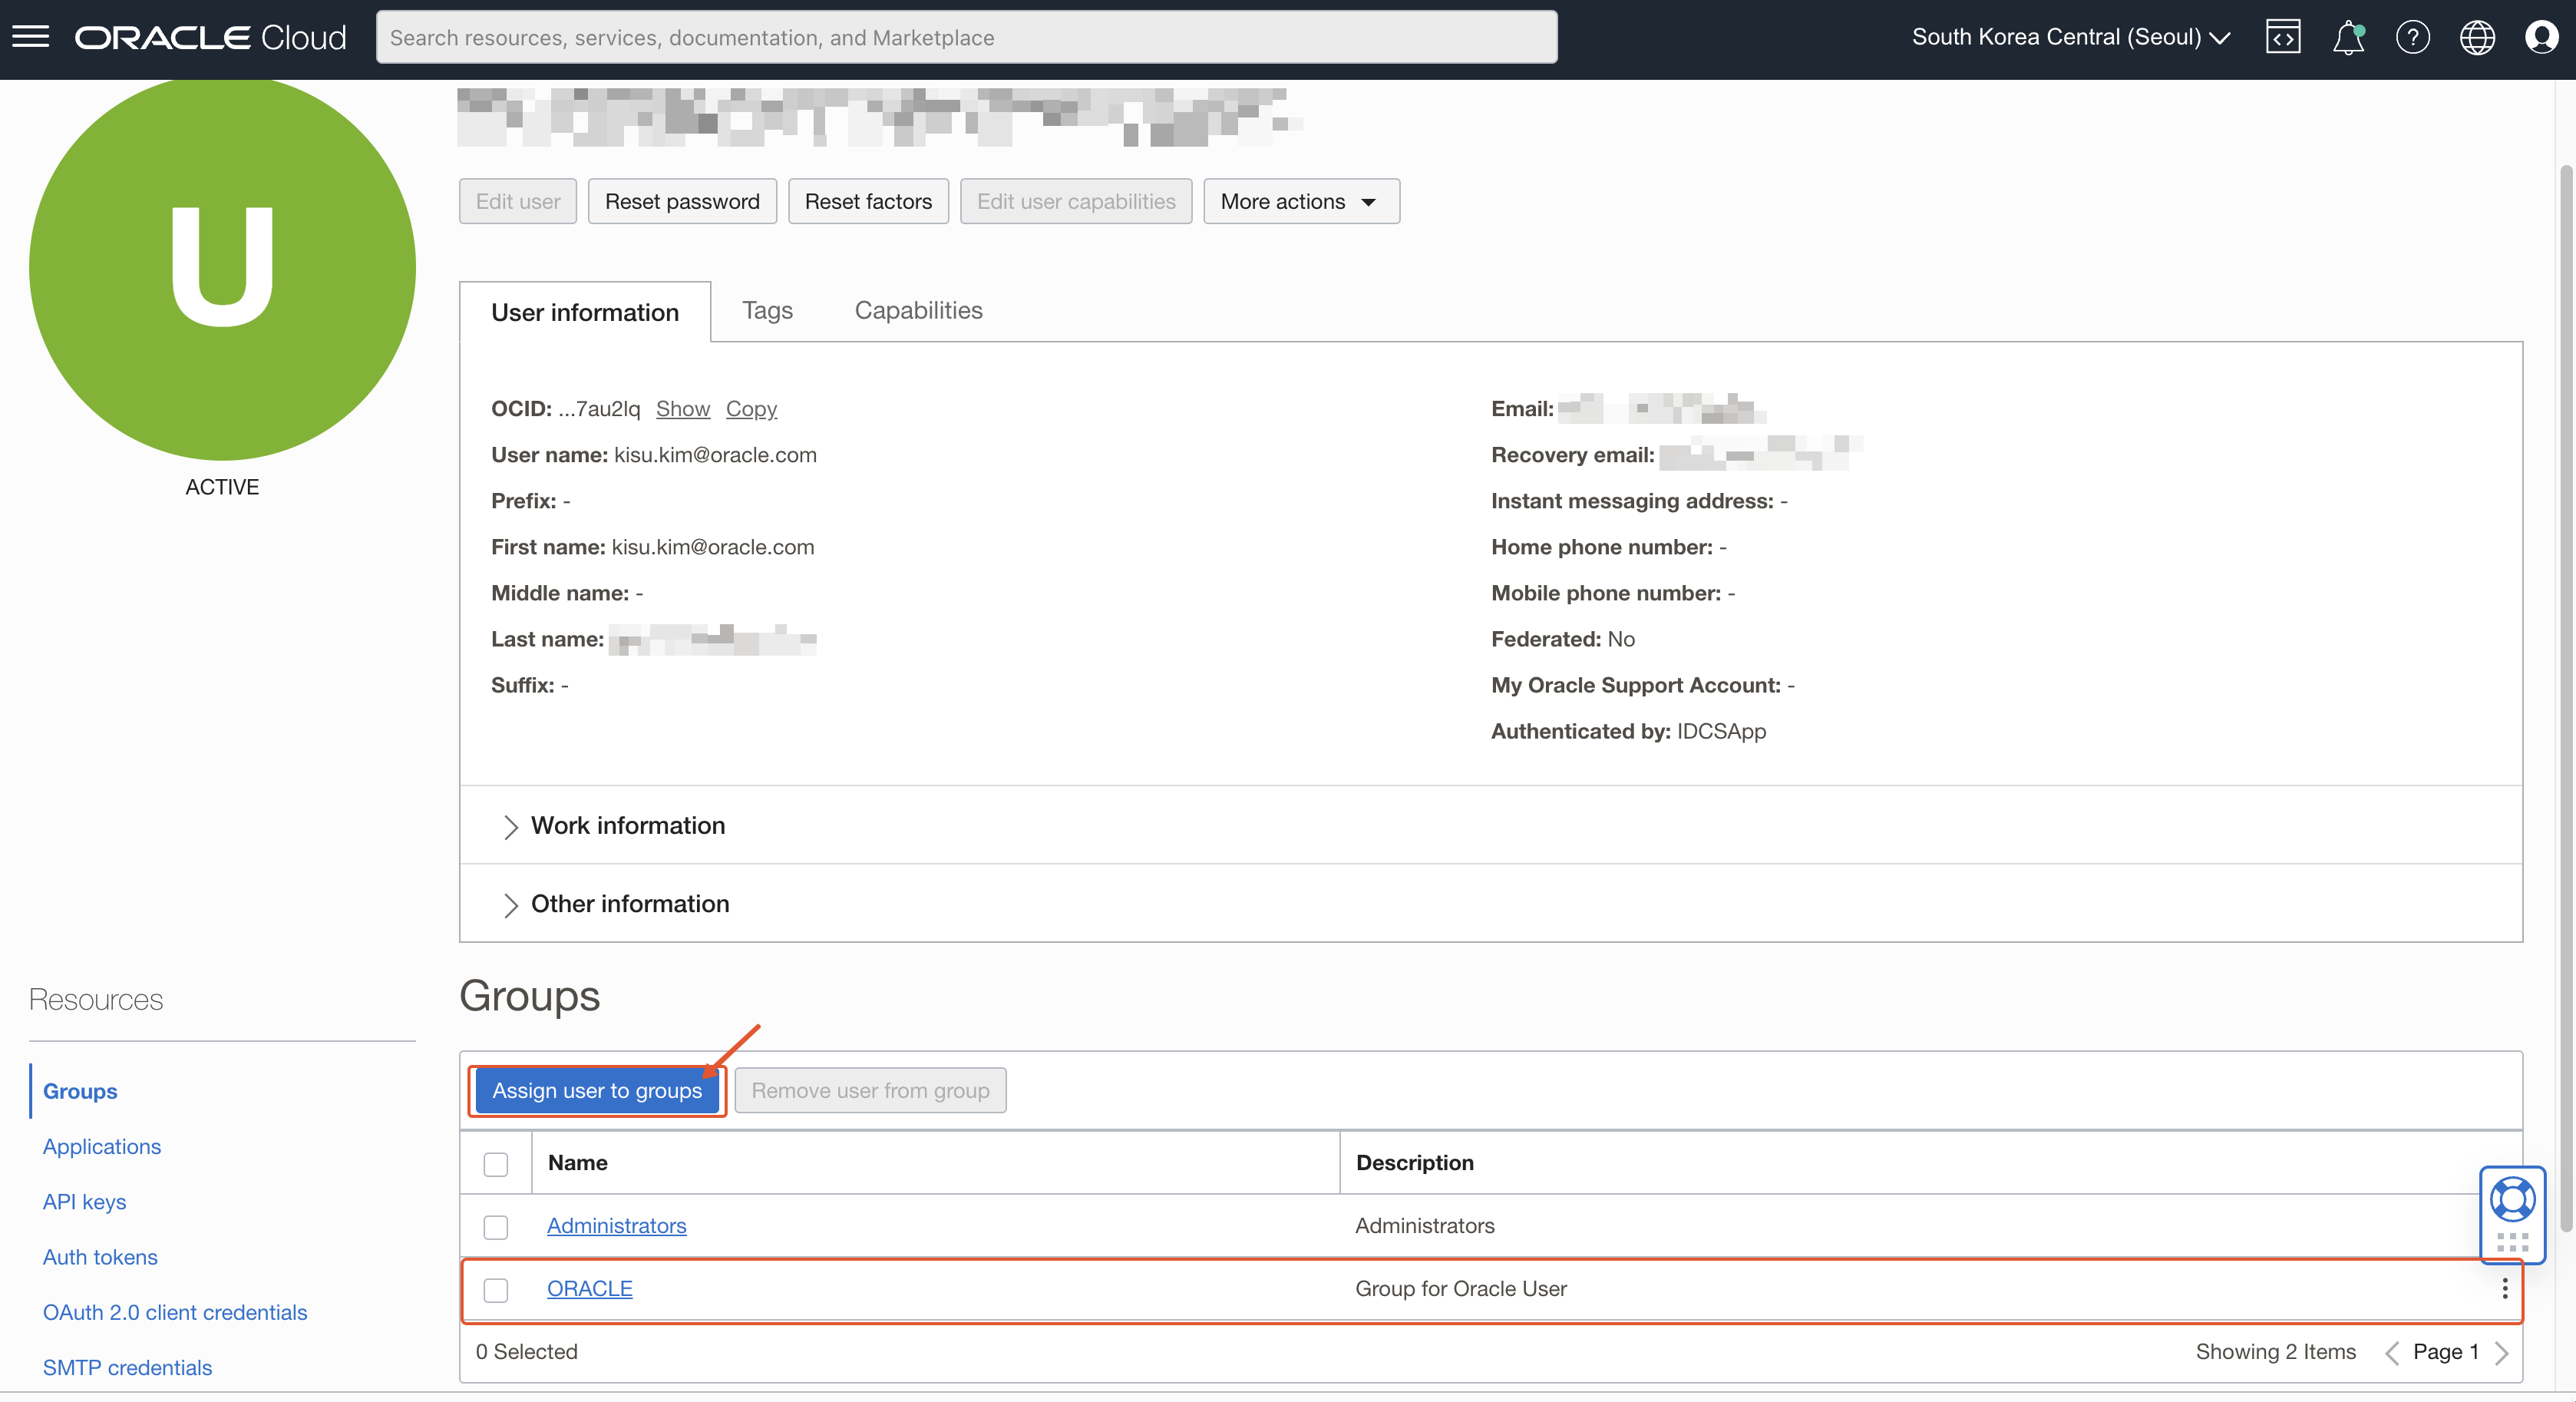 ORACLE Cloud
Search resources, services, documentation, and Marketplace
South Korea Central (Seoul)
U
ACTIVE
Edit user
Reset password
Reset factors
Edit user capabilities
More actions
User information
Tags
Capabilities
OCID: ...7au2lq Show Copy
User name: kisu.kim@oracle.com
Prefix: -
First name: kisu.kim@oracle.com
Middle name: -
Last name:
Suffix: -
Email:
Recovery email:
Instant messaging address: -
Home phone number: -
Mobile phone number: -
Federated: No
My Oracle Support Account: -
Authenticated by: IDCSApp
Work information
Other information
Resources
Groups
Applications
API keys
Auth tokens
OAuth 2.0 client credentials
SMTP credentials
Groups
Assign user to groups
Remove user from group
Name Description
Administrators Administrators
ORACLE Group for Oracle User
0 Selected
Showing 2 Items
Page 1